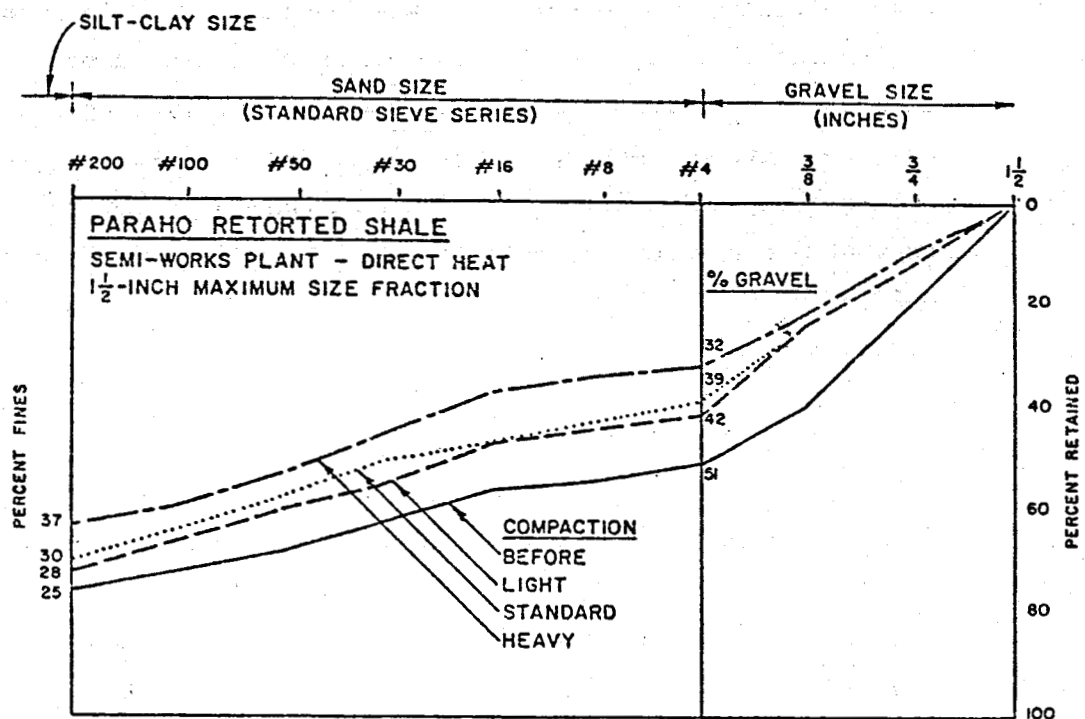 SILT-CLAY SIZE
SAND SIZE
(STANDARD SIEVE SERIES)
GRAVEL SIZE
(INCHES)
#200 #100 #50 #30 #16 #8 #4 3/8 3/4 1 1/2
PARAHO RETORTED SHALE
SEMI-WORKS PLANT - DIRECT HEAT
1 1/2-INCH MAXIMUM SIZE FRACTION
% GRAVEL
32
39
42
51
PERCENT FINES
37
30
28
25
COMPACTION
BEFORE
LIGHT
STANDARD
HEAVY
0
20
40
60
80
100
PERCENT RETAINED